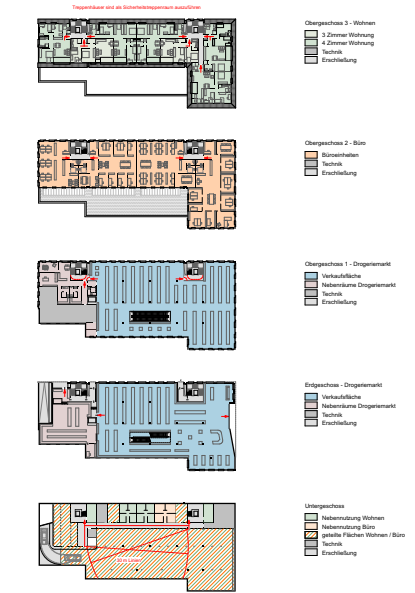 Treppenhäuser sind als Sicherheitstreppenraum auszuführen
Obergeschoss 3 - Wohnen
3 Zimmer Wohnung
4 Zimmer Wohnung
Technik
Erschließung
Obergeschoss 2 - Büro
Büroeinheiten
Technik
Erschließung
Obergeschoss 1 - Drogeriemarkt
Verkaufsfläche
Nebenräume Drogeriemarkt
Technik
Erschließung
Erdgeschoss - Drogeriemarkt
Verkaufsfläche
Nebenräume Drogeriemarkt
Technik
Erschließung
Untergeschoss
Nebennutzung Wohnen
Nebennutzung Büro
geteilte Flächen Wohnen / Büro
Technik
Erschließung